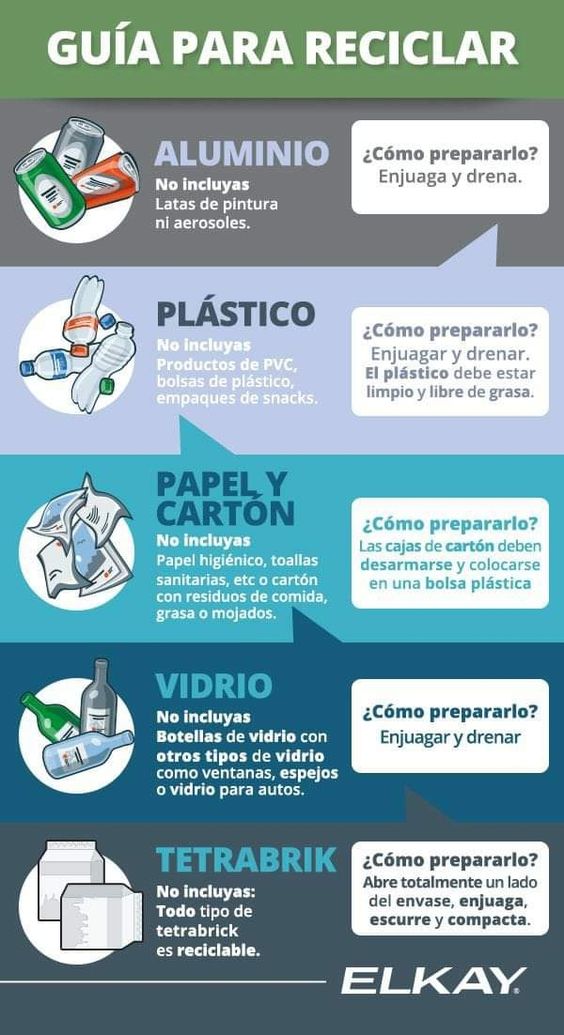 GUÍA PARA RECICLAR
ALUMINIO
No incluyas
Latas de pintura
ni aerosoles.
¿Cómo prepararlo?
Enjuaga y drena.
PLÁSTICO
No incluyas
Productos de PVC,
bolsas de plástico,
empaques de snacks.
¿Cómo prepararlo?
Enjuagar y drenar.
El plástico debe estar
limpio y libre de grasa.
PAPEL Y
CARTÓN
No incluyas
Papel higiénico, toallas
sanitarias, etc o cartón
con residuos de comida,
grasa o mojados.
¿Cómo prepararlo?
Las cajas de cartón deben
desarmarse y colocarse
en una bolsa plástica
VIDRIO
No incluyas
Botellas de vidrio con
otros tipos de vidrio
como ventanas, espejos
o vidrio para autos.
¿Cómo prepararlo?
Enjuagar y drenar
TETRABRIK
No incluyas:
Todo tipo de
tetrabrick
es reciclable.
¿Cómo prepararlo?
Abre totalmente un lado
del envase, enjuaga,
escurre y compacta.
ELKAY®